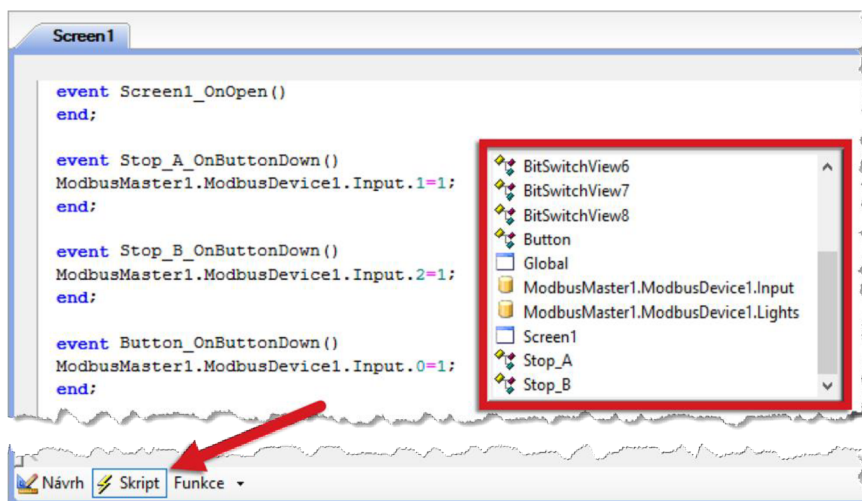 Screen1
event Screen1_OnOpen()
end;
event Stop_A_OnButtonDown()
ModbusMaster1.ModbusDevice1.Input.1=1;
end;
event Stop_B_OnButtonDown()
ModbusMaster1.ModbusDevice1.Input.2=1;
end;
event Button_OnButtonDown()
ModbusMaster1.ModbusDevice1.Input.0=1;
end;
BitSwitchView6
BitSwitchView7
BitSwitchView8
Button
Global
ModbusMaster1.ModbusDevice1.Input
ModbusMaster1.ModbusDevice1.Lights
Screen1
Stop_A
Stop_B
Návrh Skript Funkce